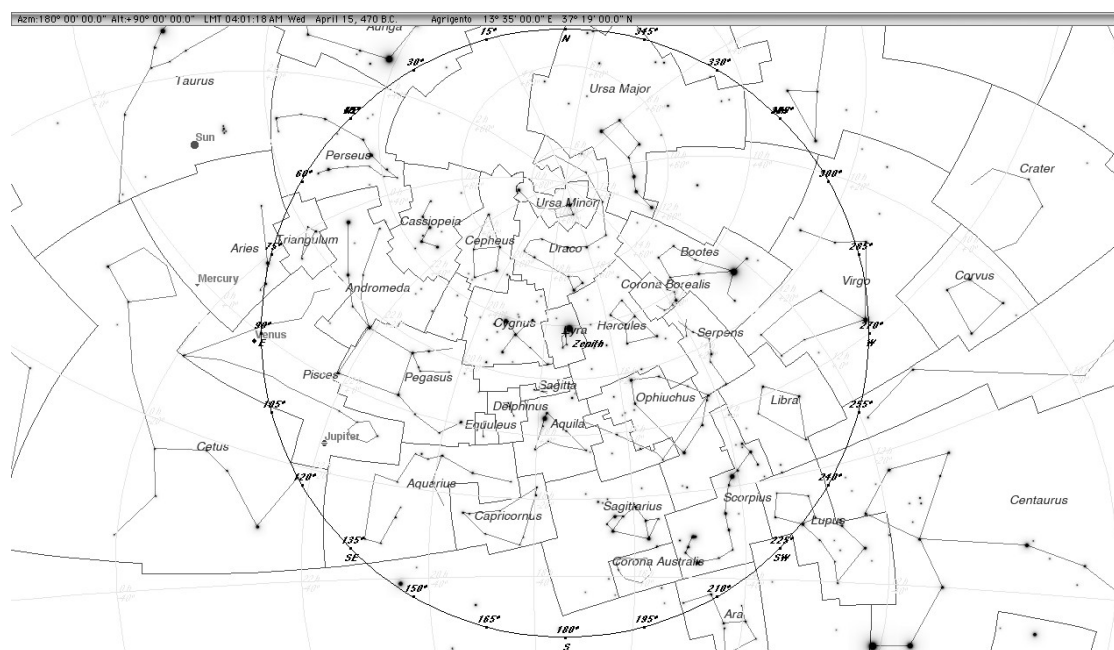 Azm:180° 00' 00.0" Alt:+90° 00' 00.0" LMT 04:01:18 AM Wed April 15, 470 B.C. Agrigento 13° 35' 00.0" E 37° 19' 00.0" N
Auriga
15°
N
345°
30°
330°
Taurus
Ursa Major
Sun
Perseus
60°
300°
Crater
Ursa Minor
Cassiopeia
Triangulum
Cepheus
Draco
Bootes
Aries
75°
285°
Mercury
Andromeda
Corona Borealis
Virgo
Corvus
90°
Venus
E
Cygnus
Lyra
Hercules
Serpens
270°
W
Zenith
Pisces
Pegasus
Sagitta
105°
Delphinus
Ophiuchus
Libra
255°
Equuleus
Aquila
Jupiter
Cetus
120°
Aquarius
240°
Scorpius
Centaurus
Capricornus
Sagittarius
Lupus
135°
SE
225°
SW
Corona Australis
150°
210°
Ara
165°
180°
195°
S